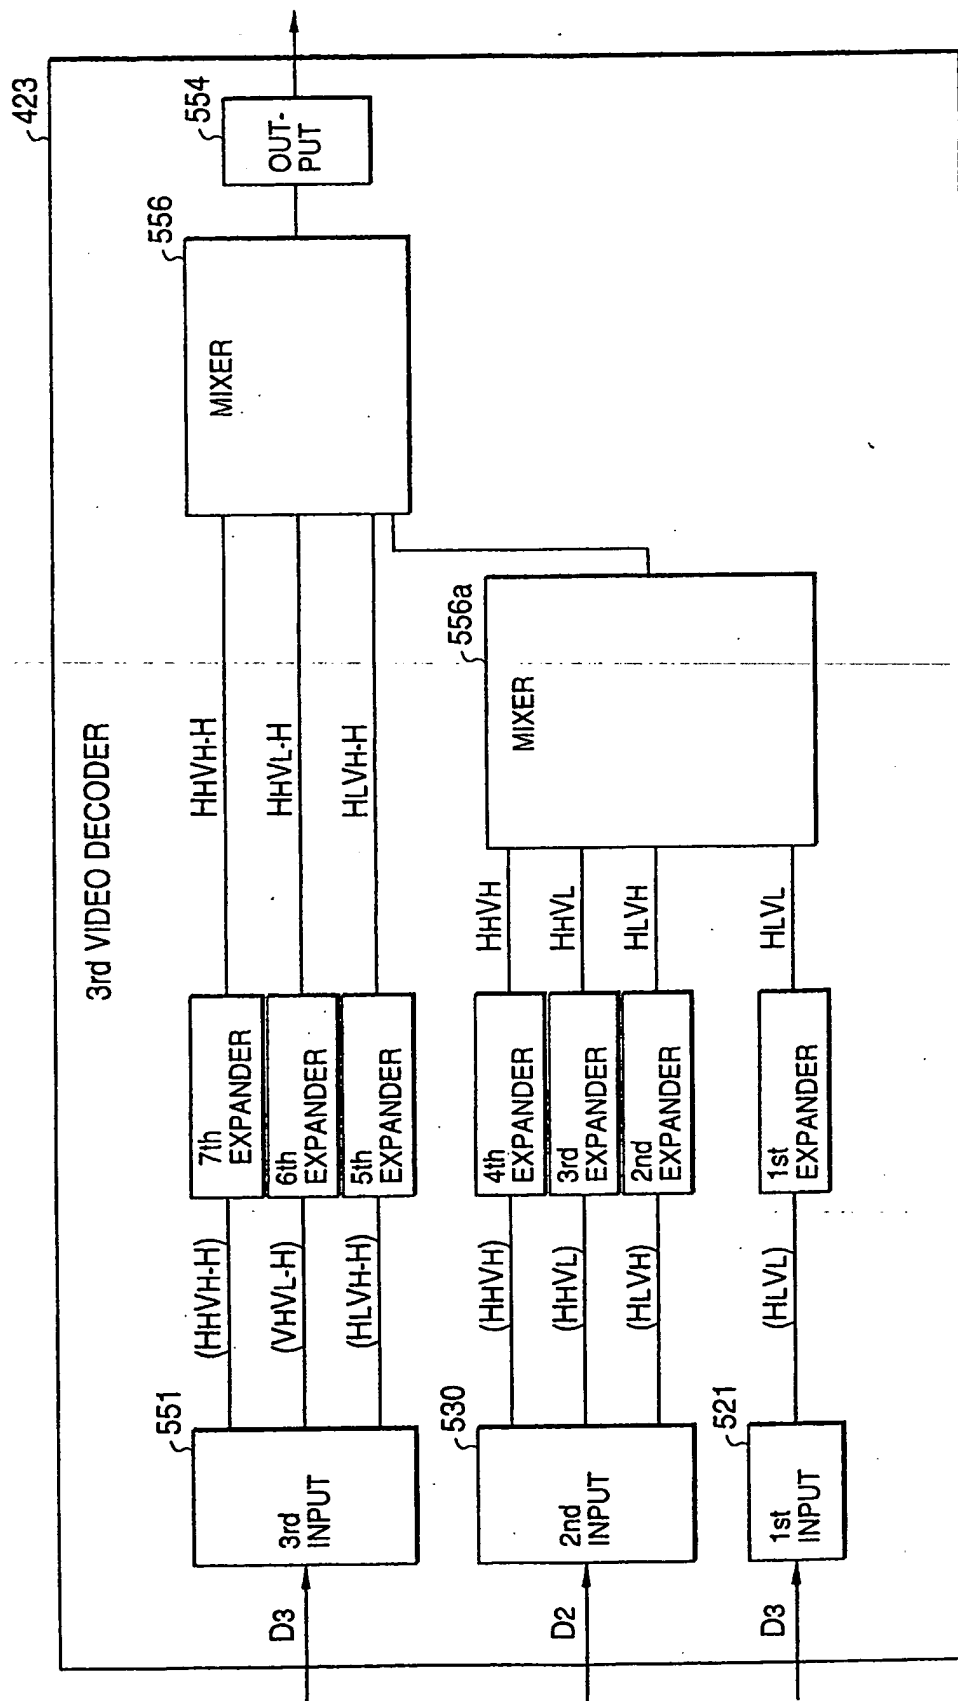 423
3rd VIDEO DECODER
D3
3rd
INPUT
551
(HHVH-H)
(VHVL-H)
(HLVH-H)
7th
EXPANDER
6th
EXPANDER
5th
EXPANDER
HHVH-H
HHVL-H
HLVH-H
MIXER
556
OUT-
PUT
554
D2
2nd
INPUT
530
(HHVH)
(HHVL)
(HLVH)
4th
EXPANDER
3rd
EXPANDER
2nd
EXPANDER
HHVH
HHVL
HLVH
MIXER
556a
D3
1st
INPUT
521
(HLVL)
1st
EXPANDER
HLVL